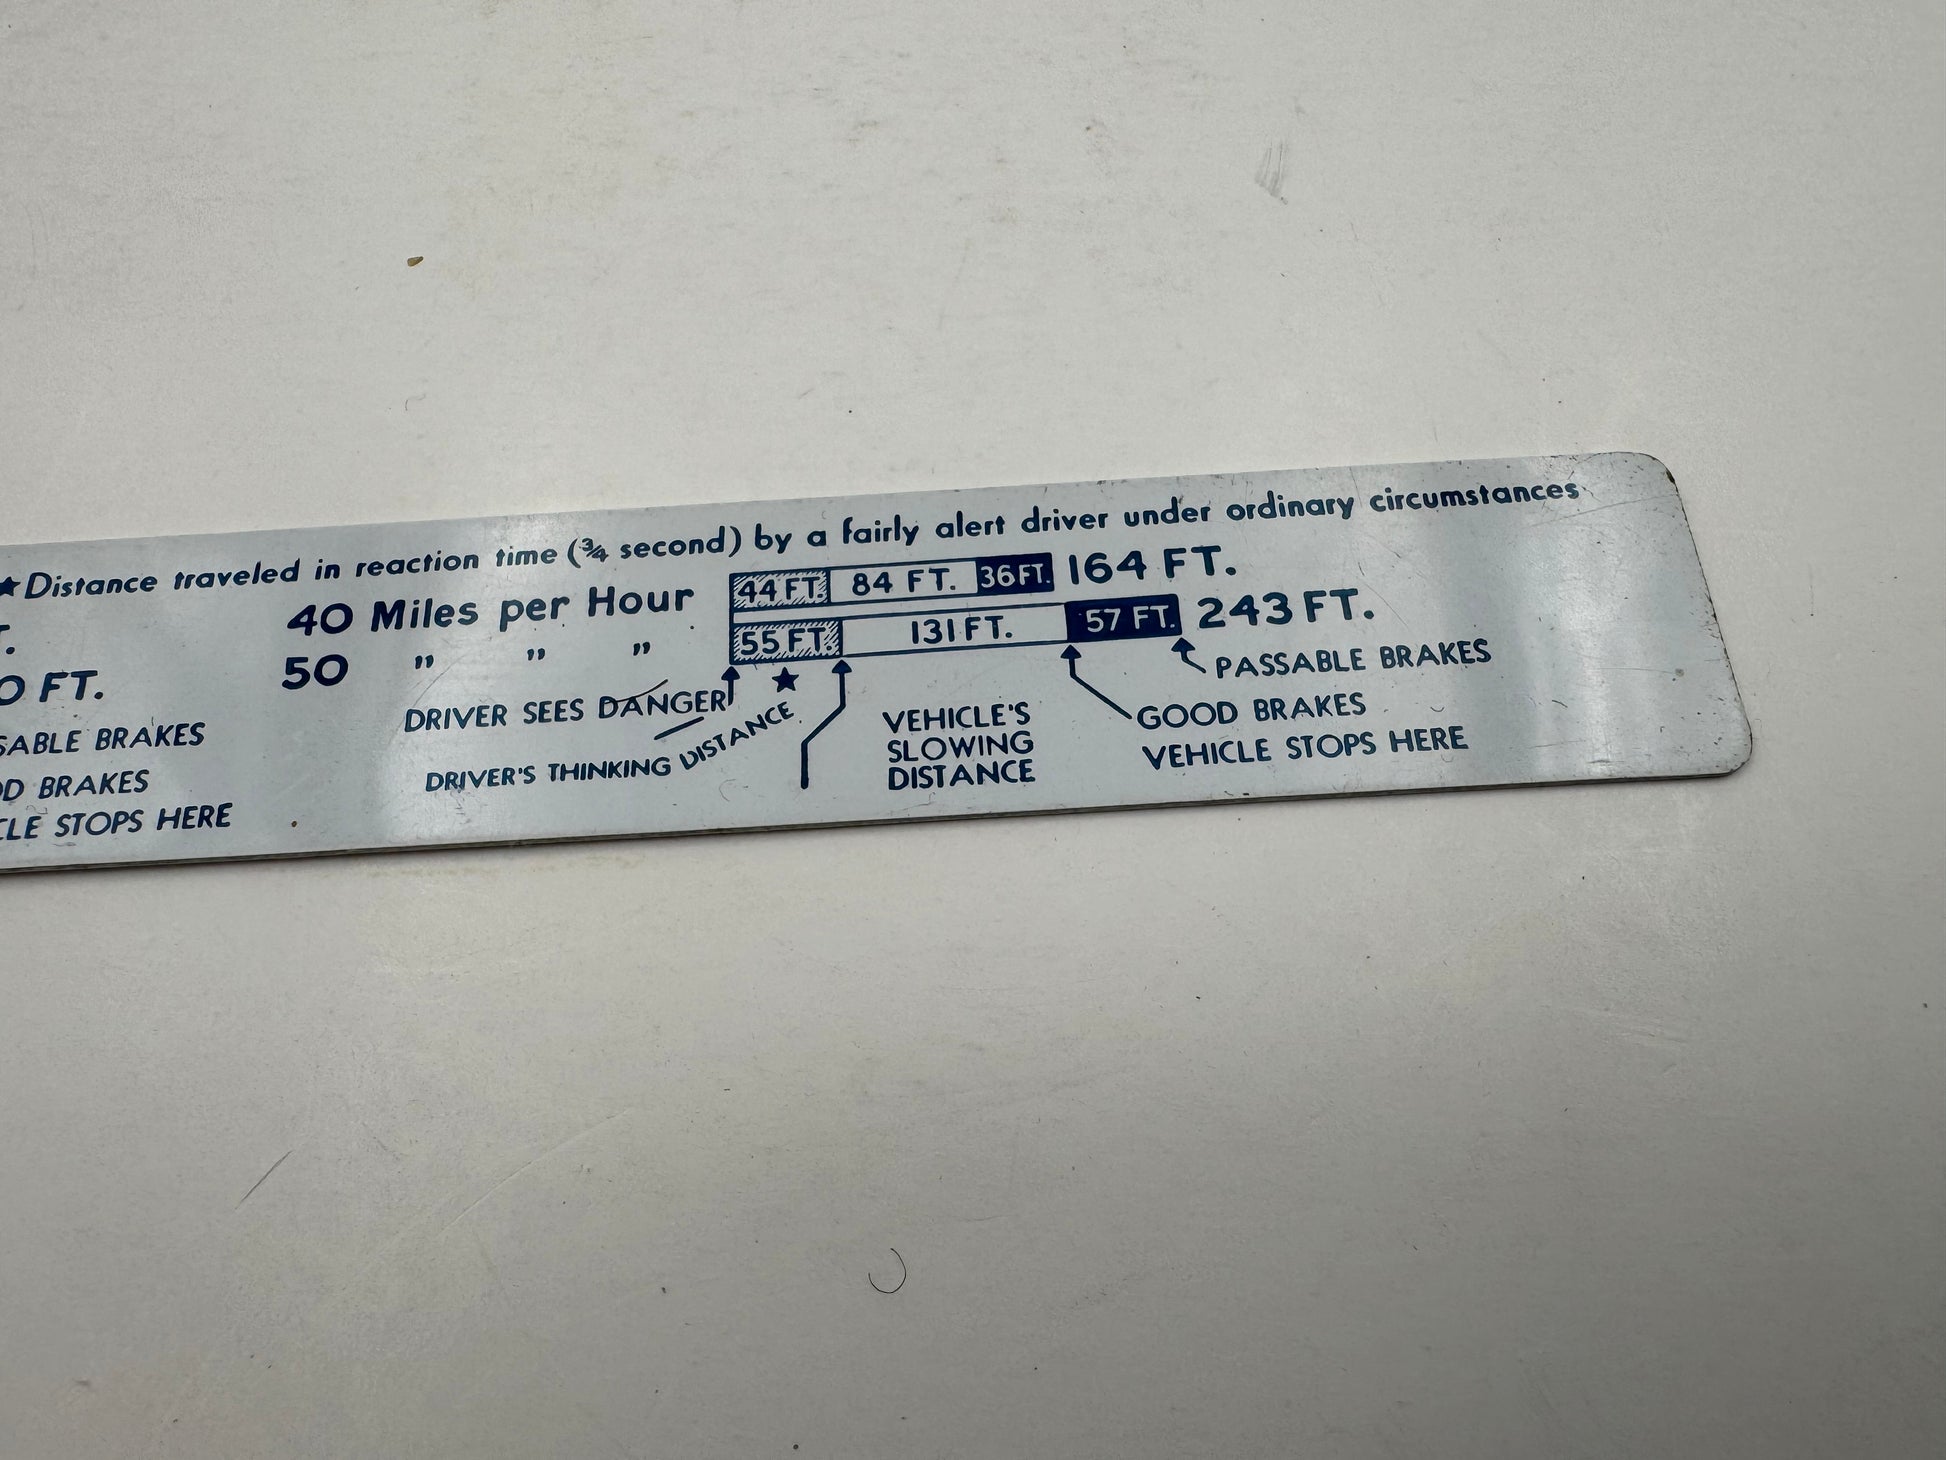 ★Distance traveled in reaction time (¾ second) by a fairly alert driver under ordinary circumstances
T.
0 FT.
SABLE BRAKES
OD BRAKES
CLE STOPS HERE
40 Miles per Hour 44 FT. 84 FT. 36 FT. 164 FT.
50 " " " 55 FT. 131 FT. 57 FT. 243 FT.
DRIVER SEES DANGER
DRIVER'S THINKING DISTANCE ★
VEHICLE'S
SLOWING
DISTANCE
PASSABLE BRAKES
GOOD BRAKES
VEHICLE STOPS HERE